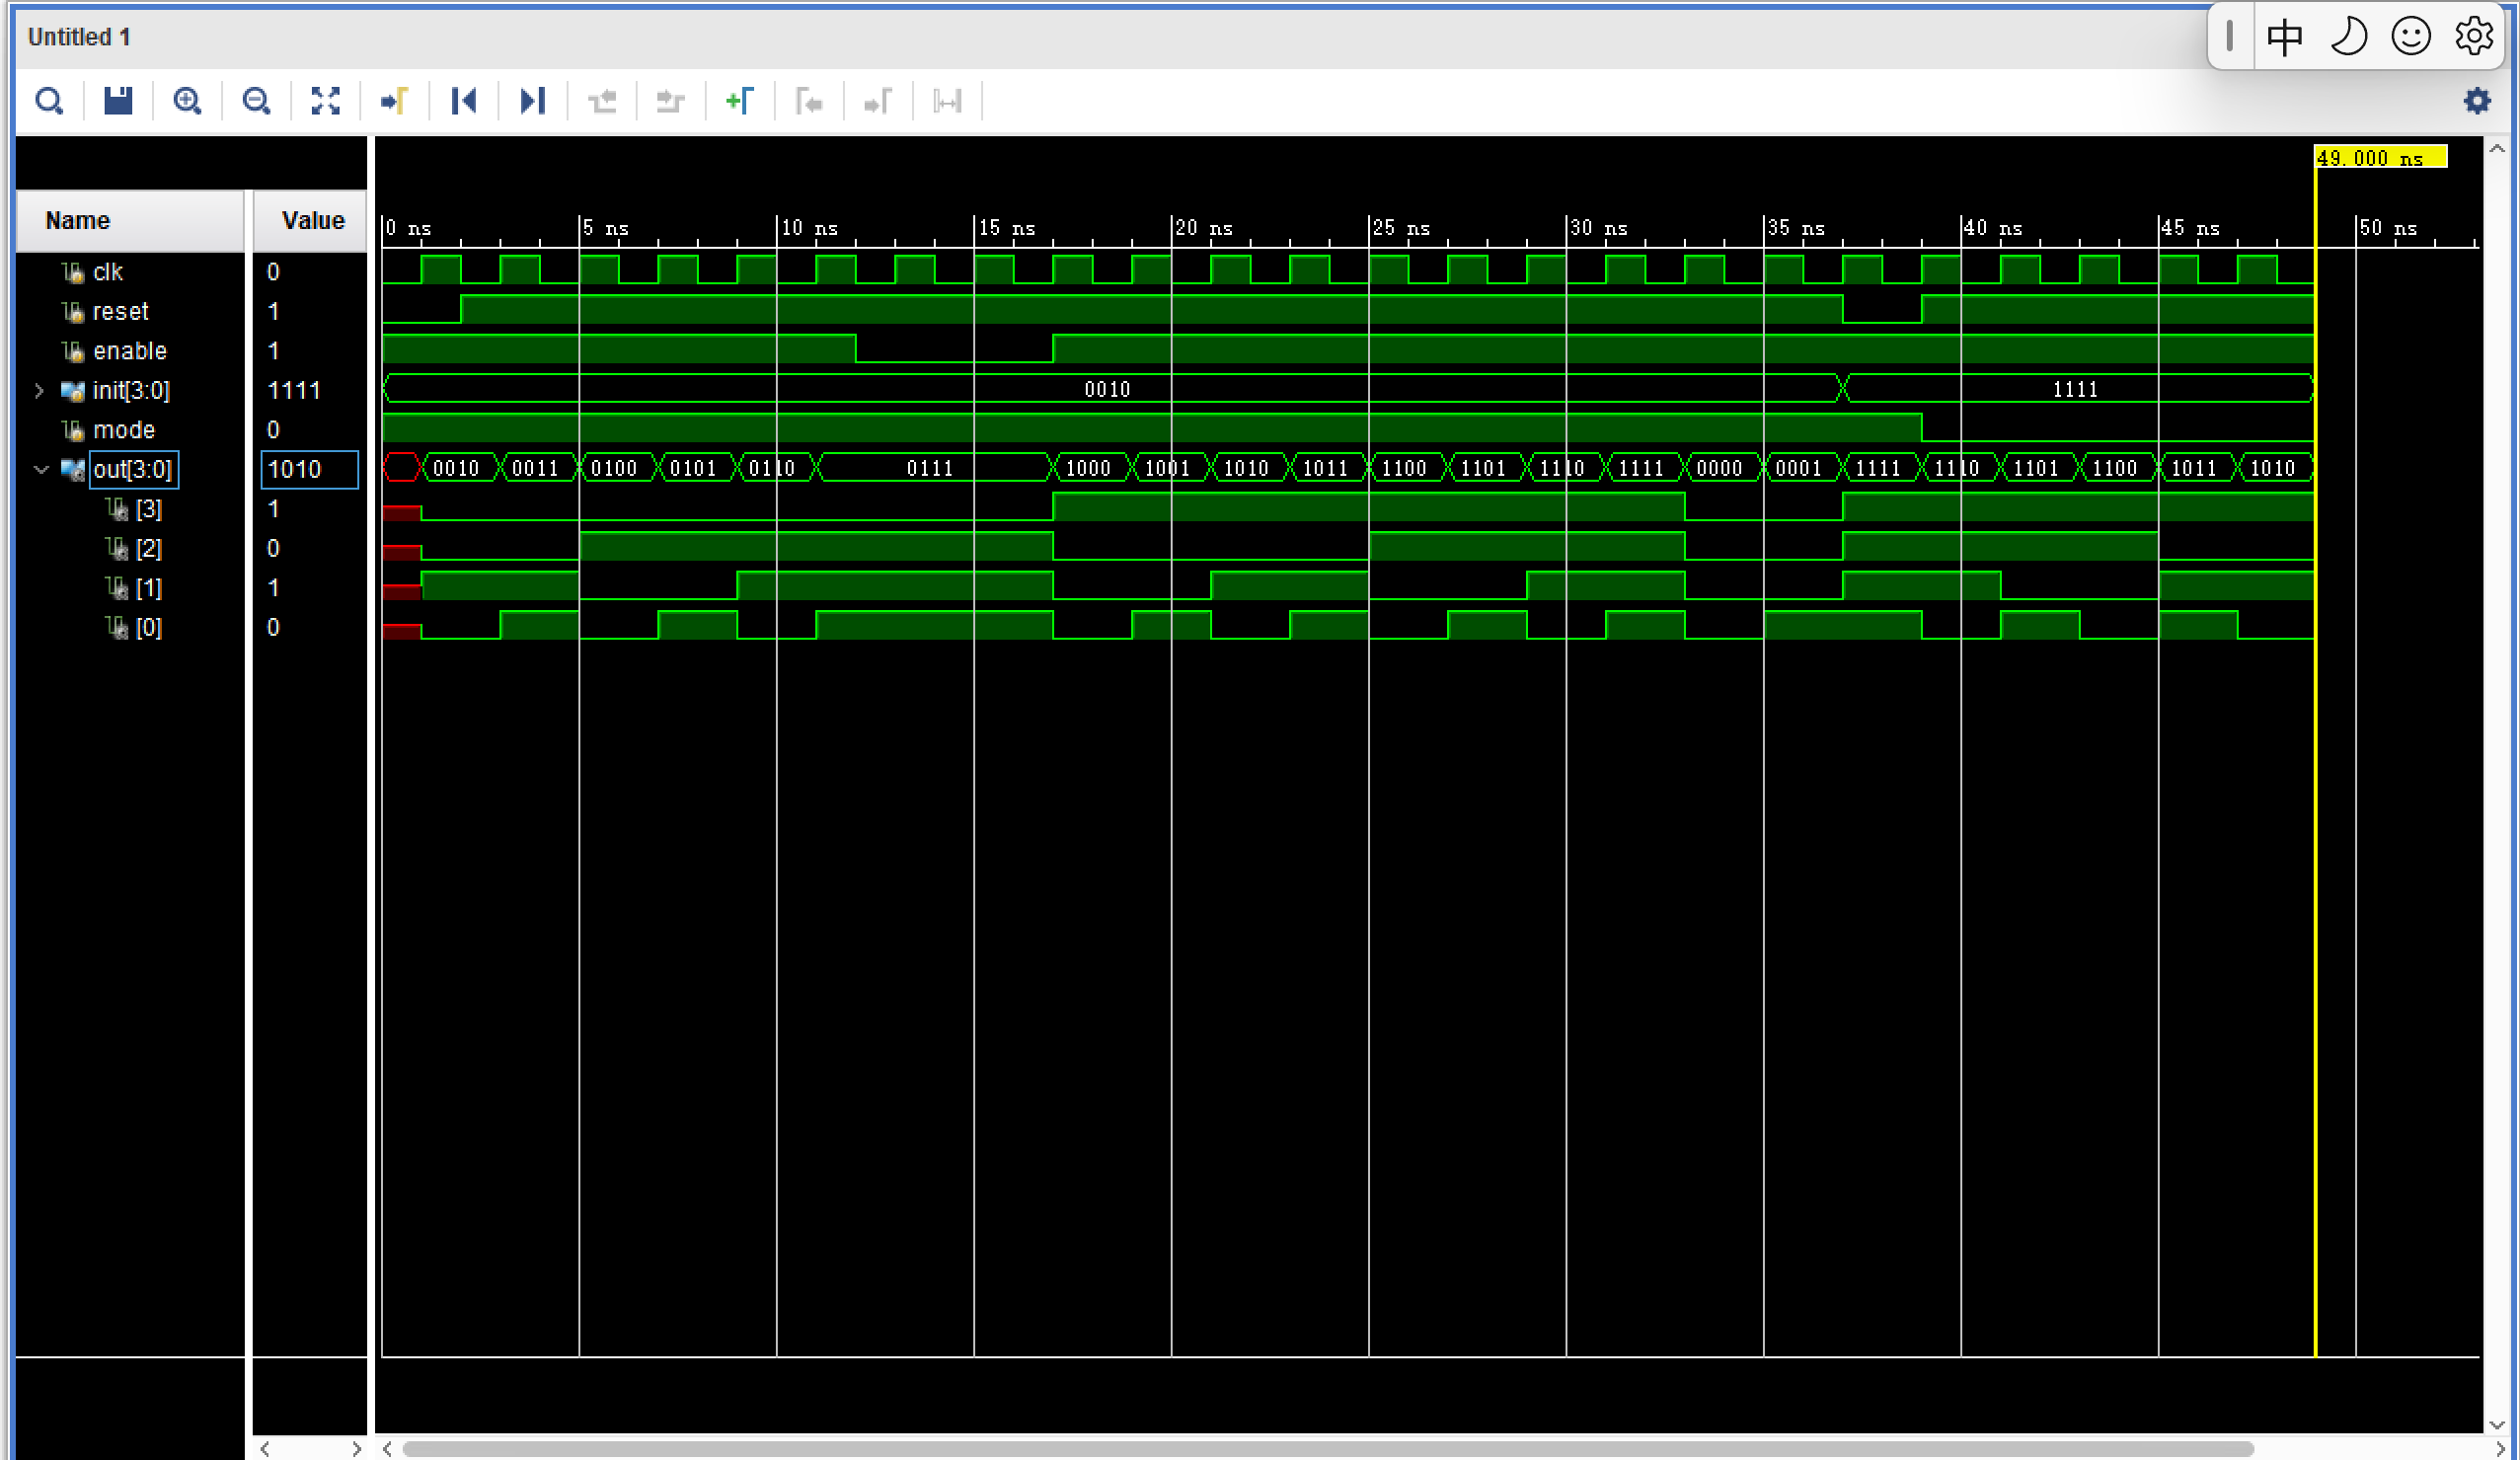 Untitled 1
中
49.000 ns
Name Value
0 ns 5 ns 10 ns 15 ns 20 ns 25 ns 30 ns 35 ns 40 ns 45 ns 50 ns
clk 0
reset 1
enable 1
init[3:0] 1111 0010 1111
mode 0
out[3:0] 1010 0010 0011 0100 0101 0110 0111 1000 1001 1010 1011 1100 1101 1110 1111 0000 0001 1111 1110 1101 1100 1011 1010
[3] 1
[2] 0
[1] 1
[0] 0